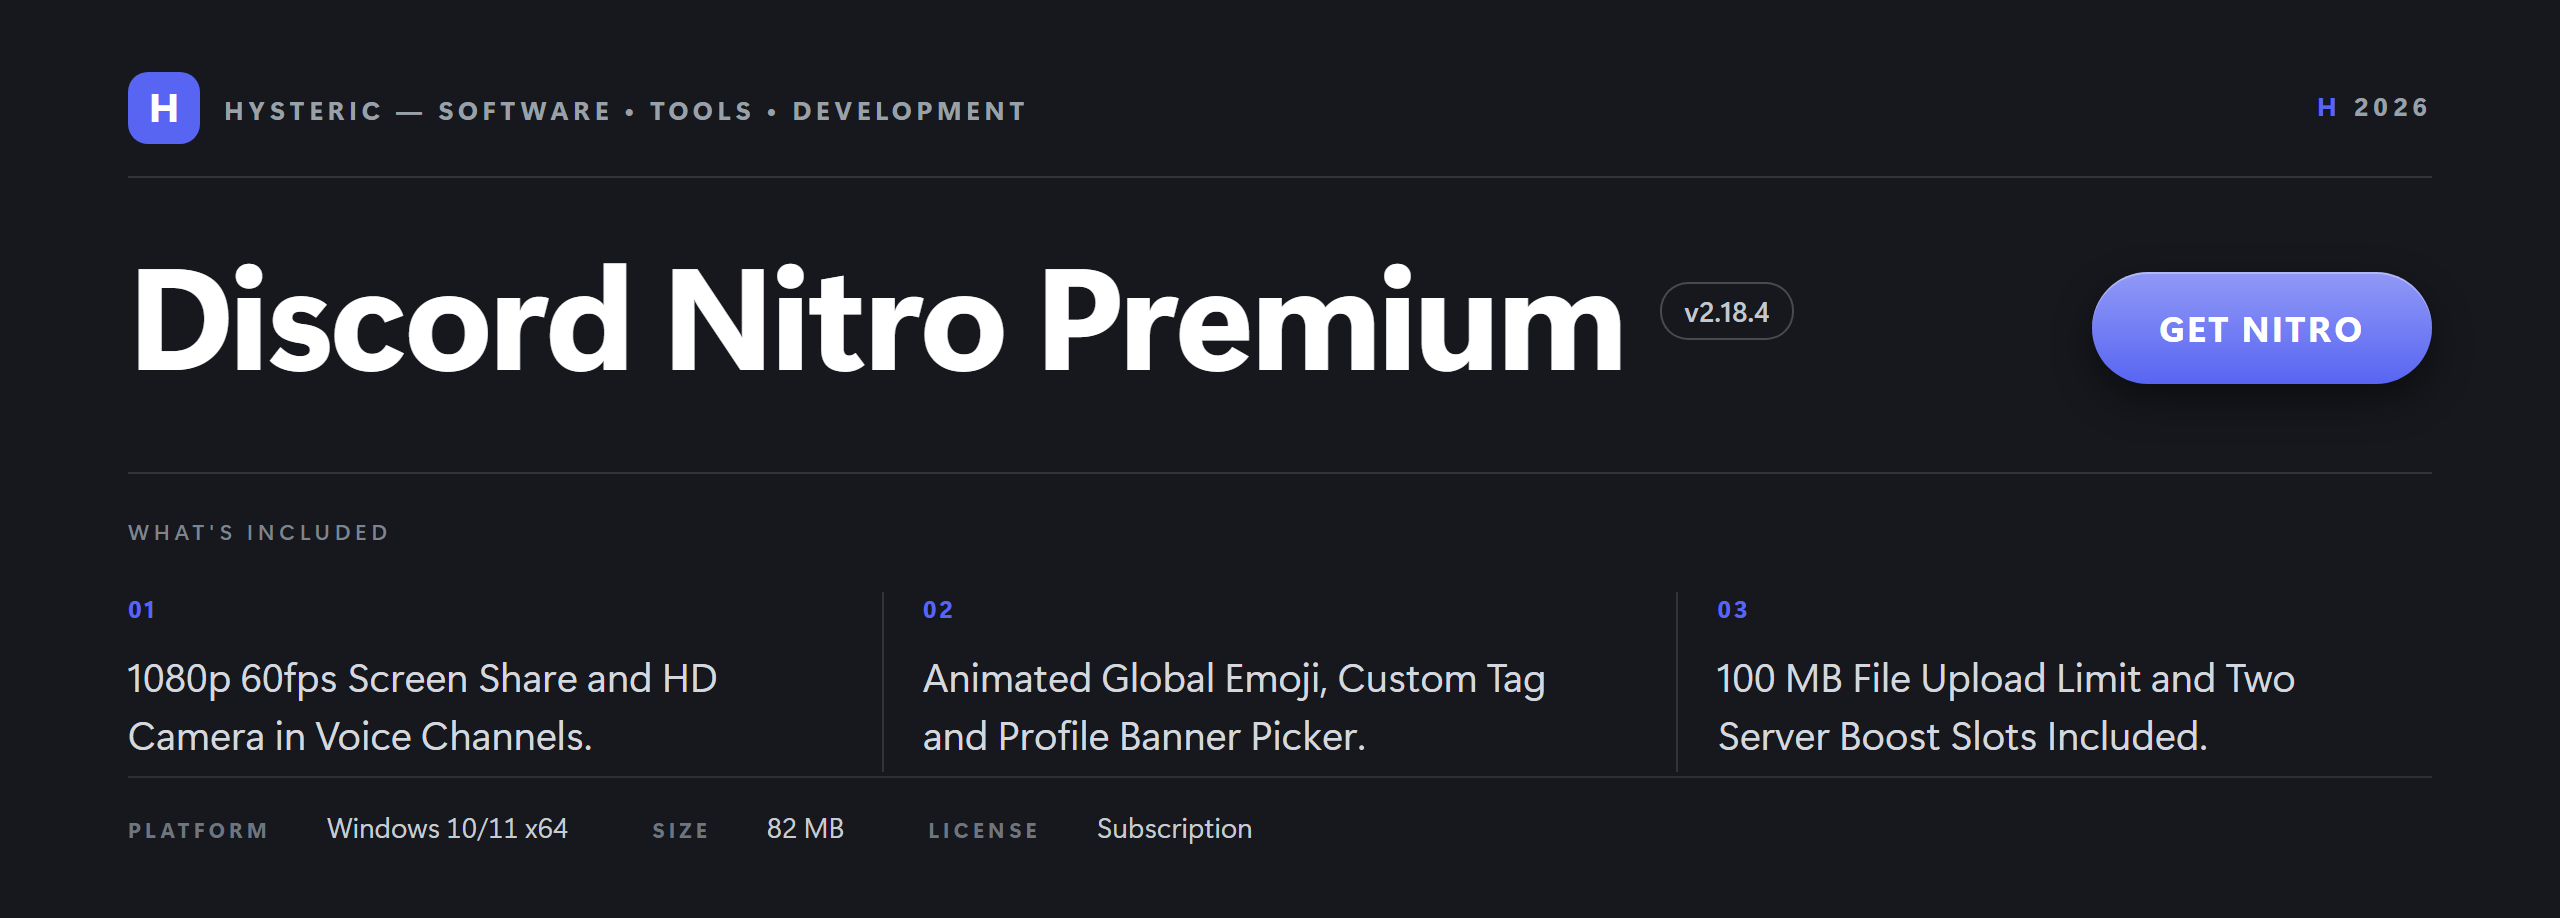 H HYSTERIC — SOFTWARE • TOOLS • DEVELOPMENT
H 2026
Discord Nitro Premium
v2.18.4
GET NITRO
WHAT'S INCLUDED
01
1080p 60fps Screen Share and HD
Camera in Voice Channels.
02
Animated Global Emoji, Custom Tag
and Profile Banner Picker.
03
100 MB File Upload Limit and Two
Server Boost Slots Included.
PLATFORM Windows 10/11 x64 SIZE 82 MB LICENSE Subscription